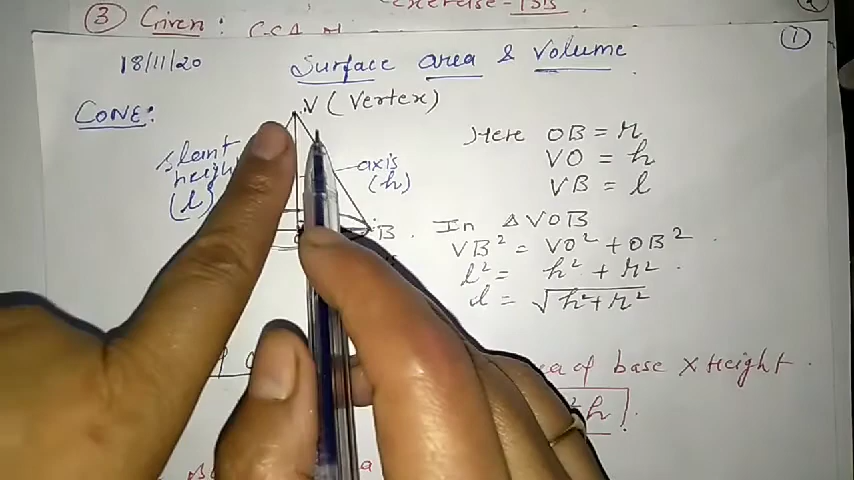 ③ Given :
exercise-
①
18/11/20
Surface area & Volume
CONE:
V (Vertex)
slant
height
(l)
axis
(h)
B
Here OB = r
VO = h
VB = l
In △VOB
VB² = VO² + OB²
l² = h² + r²
l = √h²+r²
of base × Height
h